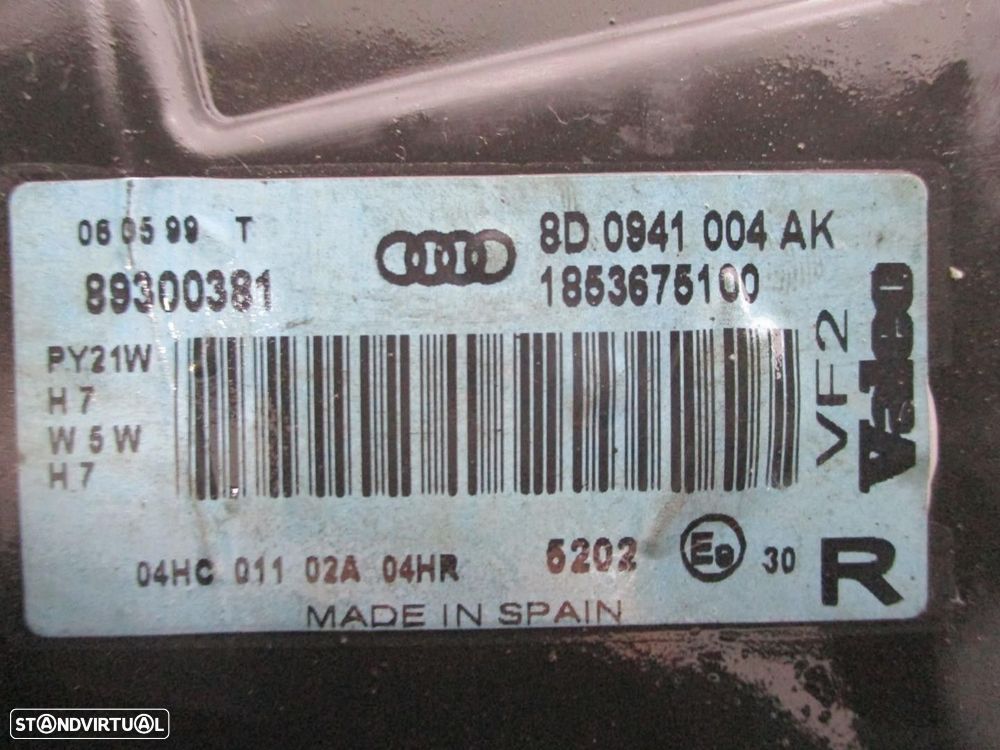 06 05 99 T
8D 0941 004 AK
89300381
1853675100
PY21W
H 7
W 5 W
H 7
VF2
Valeo
04HC 011 02A 04HR
5202
E9
30
R
MADE IN SPAIN
STANDVIRTUAL